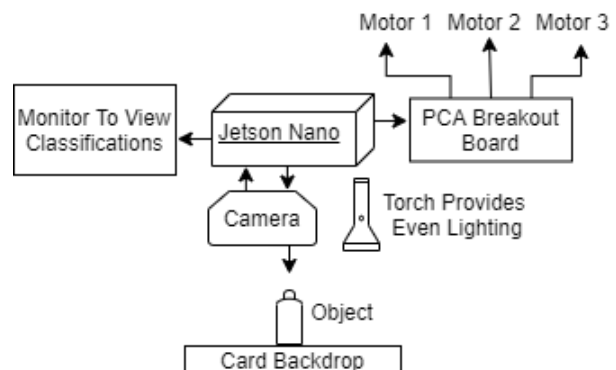 Motor 1 Motor 2 Motor 3
Monitor To View
Classifications
Jetson Nano
PCA Breakout
Board
Camera
Torch Provides
Even Lighting
Object
Card Backdrop